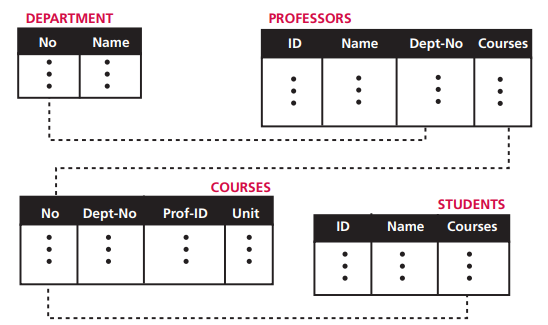 DEPARTMENT
No Name
PROFESSORS
ID Name Dept-No Courses
COURSES
No Dept-No Prof-ID Unit
STUDENTS
ID Name Courses